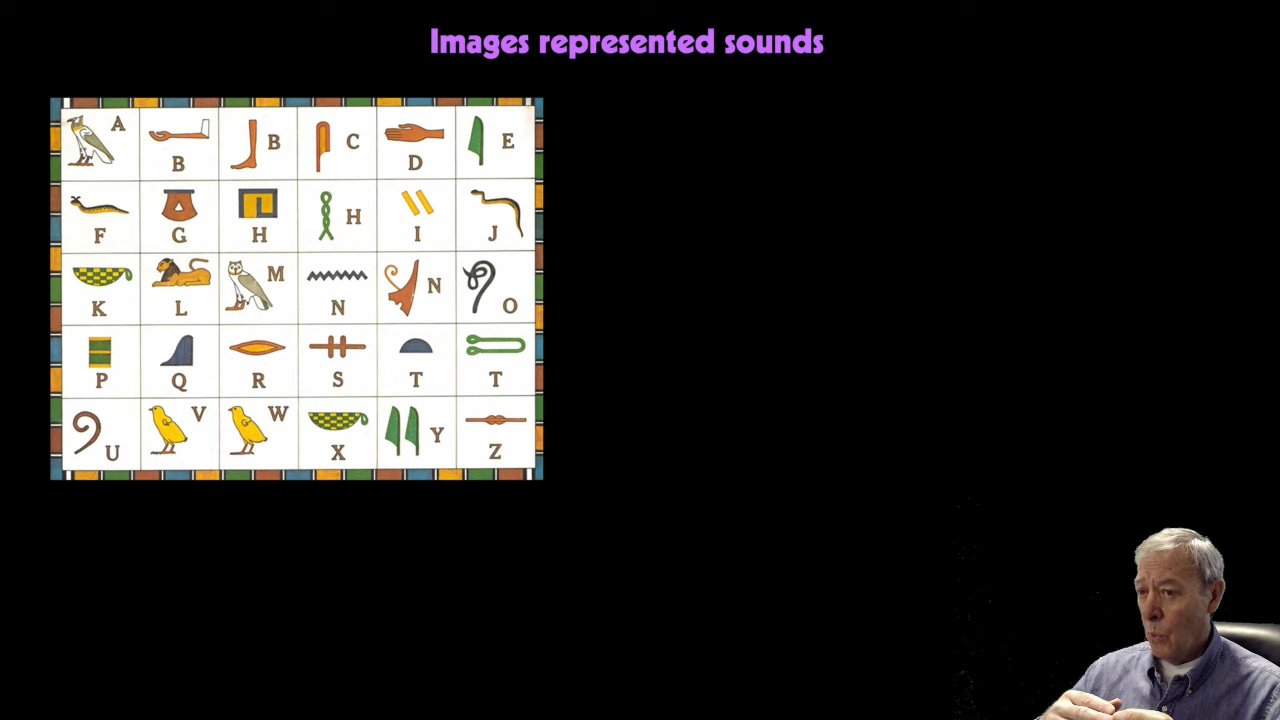 Images represented sounds
A B B C D E
F G H H I J
K L M N N O
P Q R S T T
U V W X Y Z